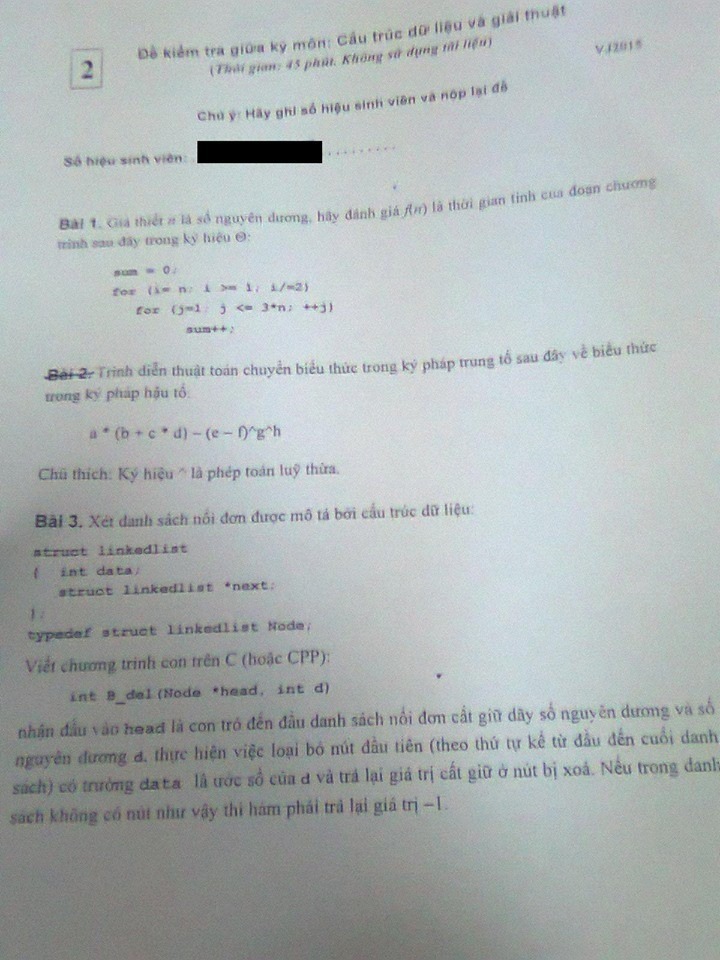 2
Đề kiểm tra giữa kỳ môn: Cấu trúc dữ liệu và giải thuật
(Thời gian: 45 phút. Không sử dụng tài liệu)
VJ2015
Chú ý: Hãy ghi số hiệu sinh viên và nộp lại đề
Số hiệu sinh viên: .........
Bài 1. Giả thiết n là số nguyên dương, hãy đánh giá f(n) là thời gian tính của đoạn chương
trình sau đây trong ký hiệu Θ:
sum = 0;
for (i= n; i >= 1; i/=2)
for (j=1; j <= 3*n; ++j)
sum++;
Bài 2. Trình diễn thuật toán chuyển biểu thức trong ký pháp trung tố sau đây về biểu thức
trong ký pháp hậu tố:
a * (b + c * d) – (e – f)^g^h
Chú thích: Ký hiệu ^ là phép toán luỹ thừa.
Bài 3. Xét danh sách nối đơn được mô tả bởi cấu trúc dữ liệu:
struct linkedlist
{ int data;
struct linkedlist *next;
};
typedef struct linkedlist Node;
Viết chương trình con trên C (hoặc CPP):
int B_del(Node *head, int d)
nhận đầu vào head là con trỏ đến đầu danh sách nối đơn cất giữ dãy số nguyên dương và số
nguyên dương d, thực hiện việc loại bỏ nút đầu tiên (theo thứ tự kể từ đầu đến cuối danh
sách) có trường data là ước số của d và trả lại giá trị cất giữ ở nút bị xoá. Nếu trong danh
sách không có nút như vậy thì hàm phải trả lại giá trị –1.